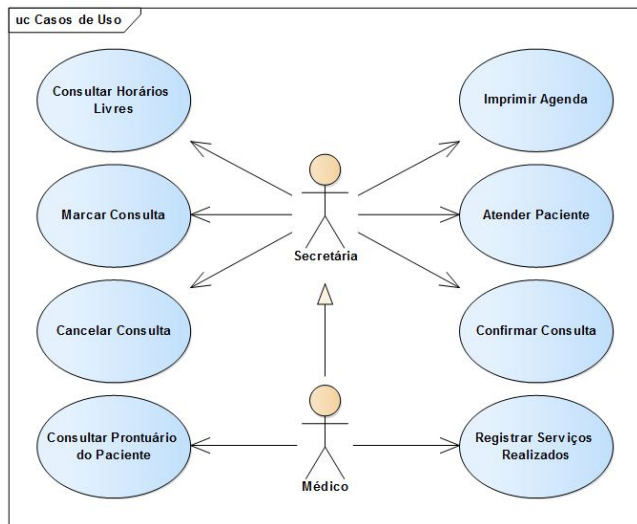 uc Casos de Uso
Consultar Horários
Livres
Imprimir Agenda
Marcar Consulta
Secretária
Atender Paciente
Cancelar Consulta
Confirmar Consulta
Consultar Prontuário
do Paciente
Médico
Registrar Serviços
Realizados